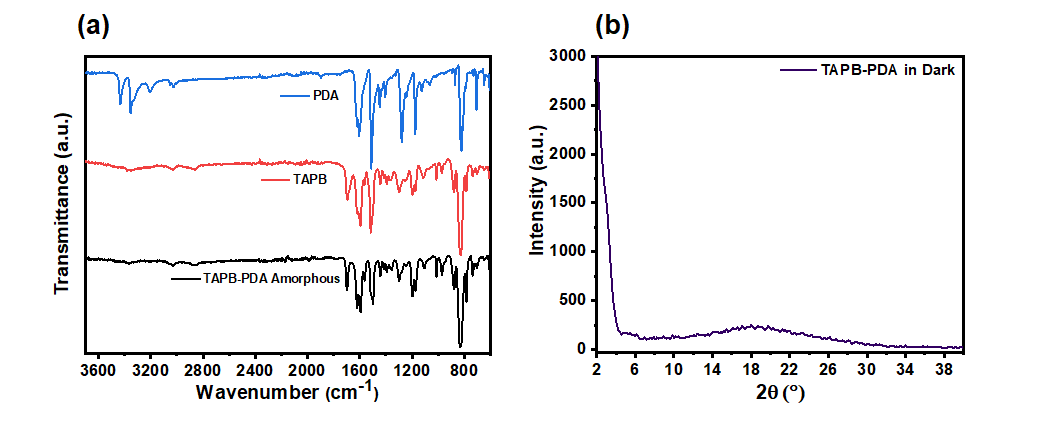 (a)
(b)
PDA
TAPB
TAPB-PDA Amorphous
Transmittance (a.u.)
3600 3200 2800 2400 2000 1600 1200 800
Wavenumber (cm-1)
TAPB-PDA in Dark
Intensity (a.u.)
3000
2500
2000
1500
1000
500
0
2 6 10 14 18 22 26 30 34 38
2θ (°)